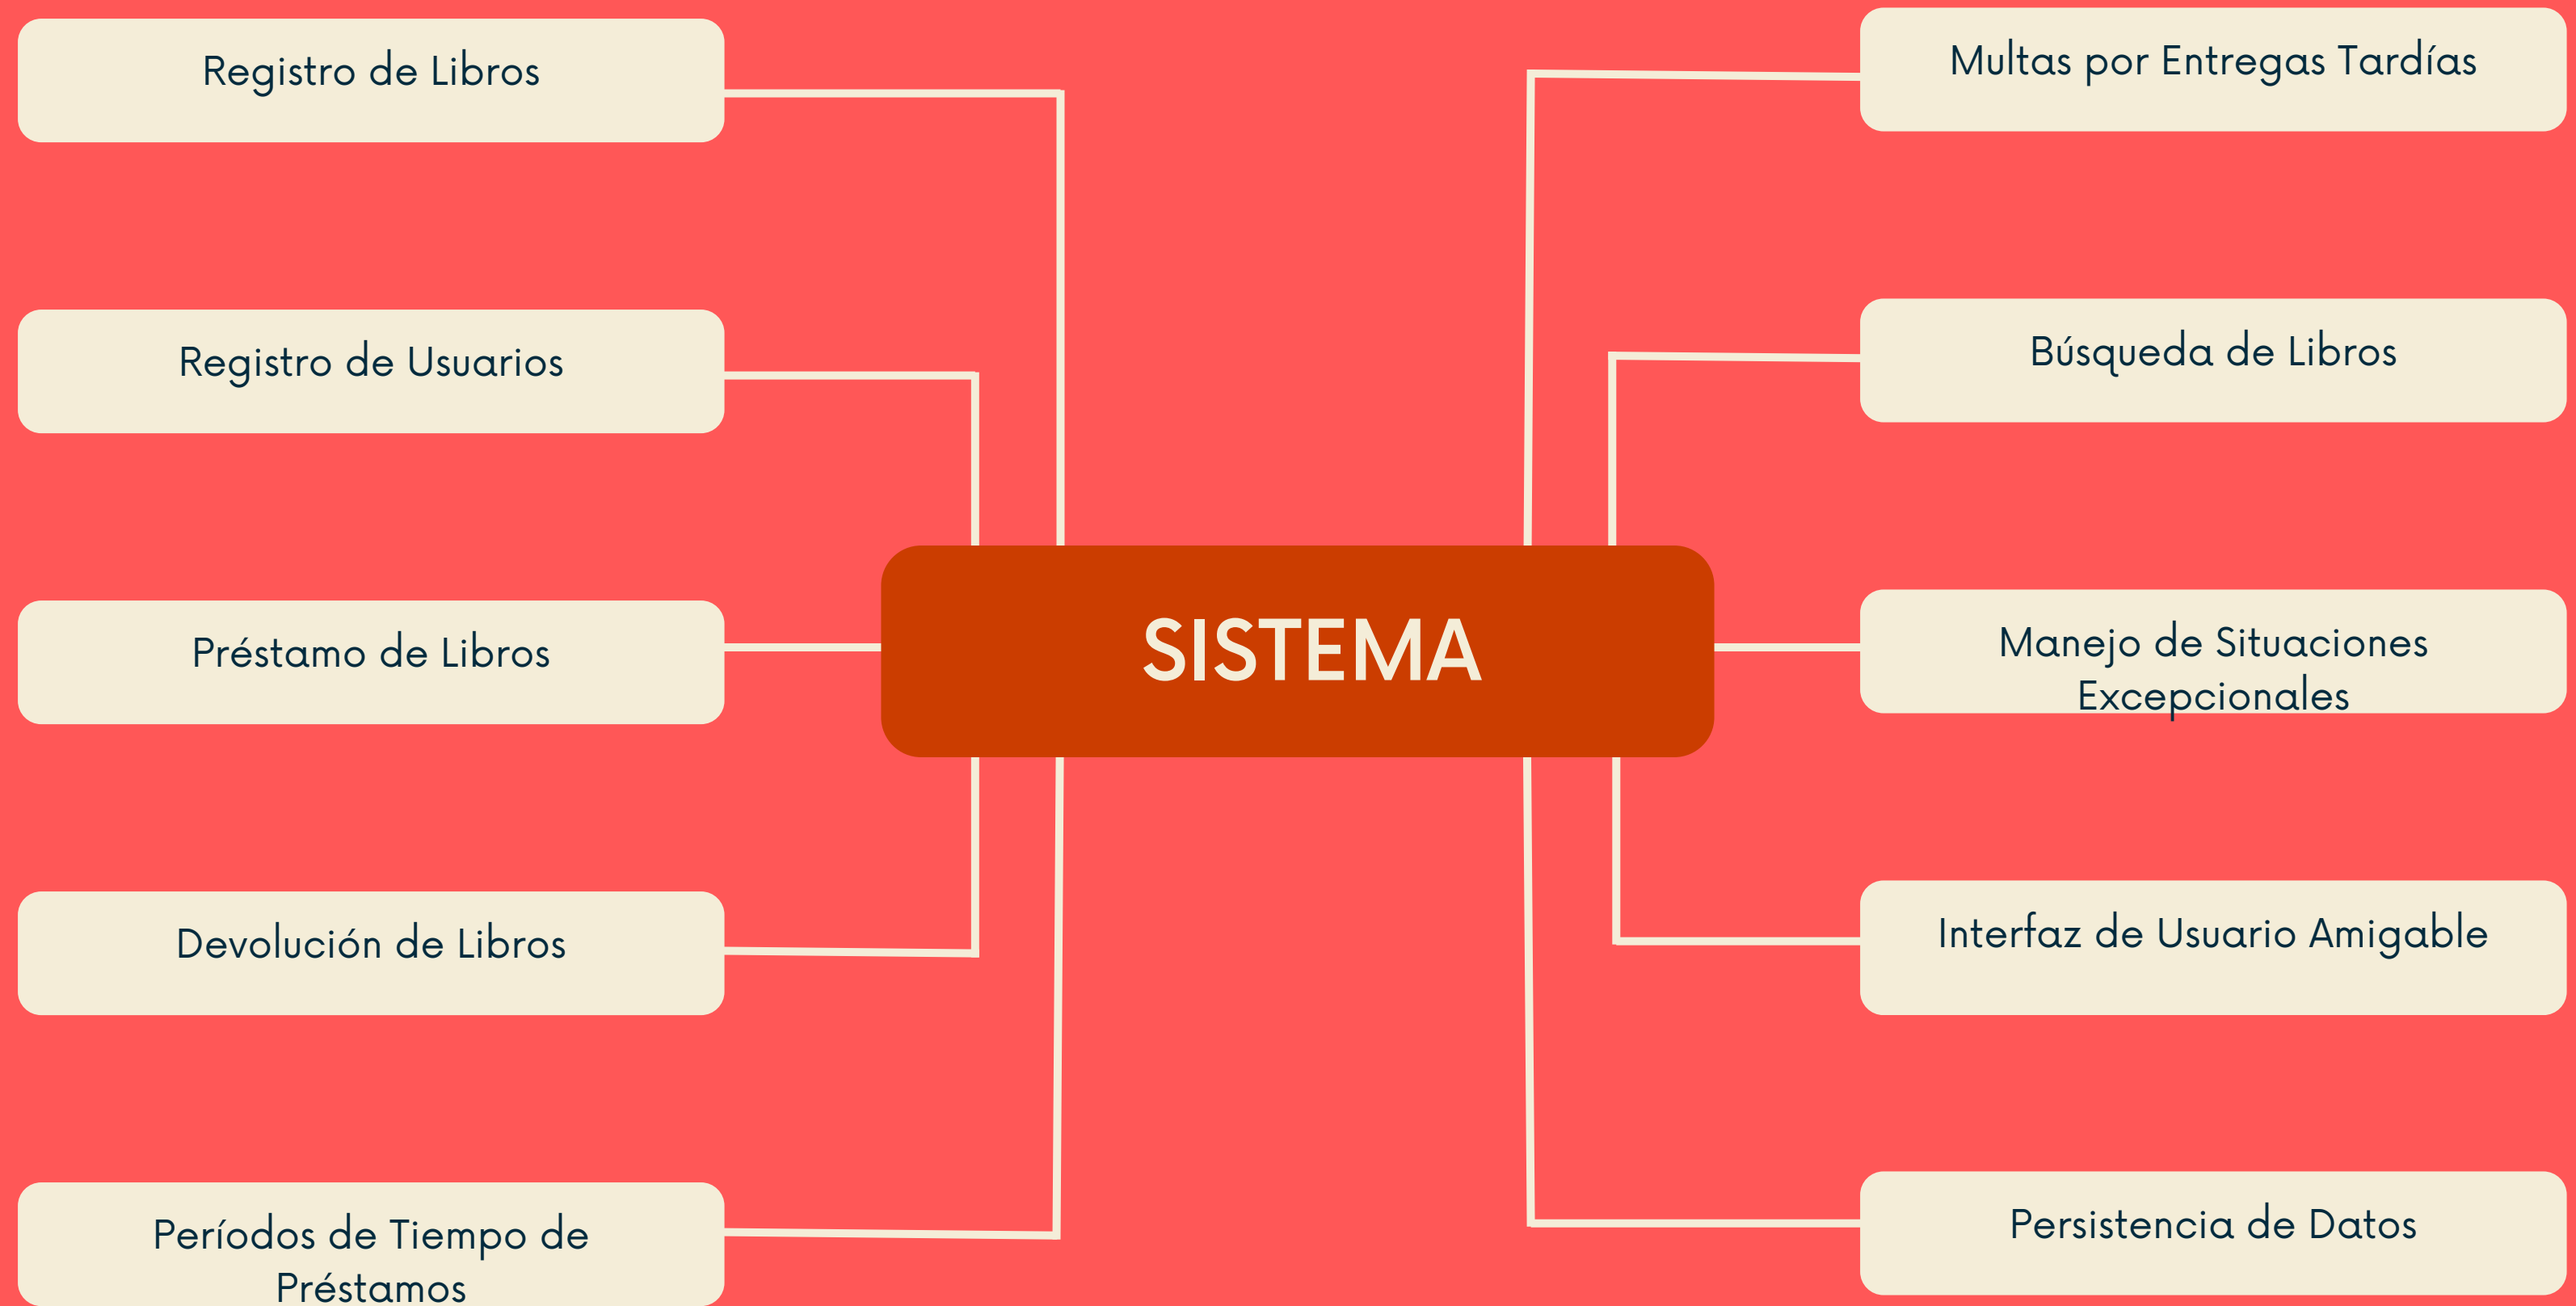 Registro de Libros
Registro de Usuarios
Préstamo de Libros
Devolución de Libros
Períodos de Tiempo de
Préstamos
SISTEMA
Multas por Entregas Tardías
Búsqueda de Libros
Manejo de Situaciones
Excepcionales
Interfaz de Usuario Amigable
Persistencia de Datos